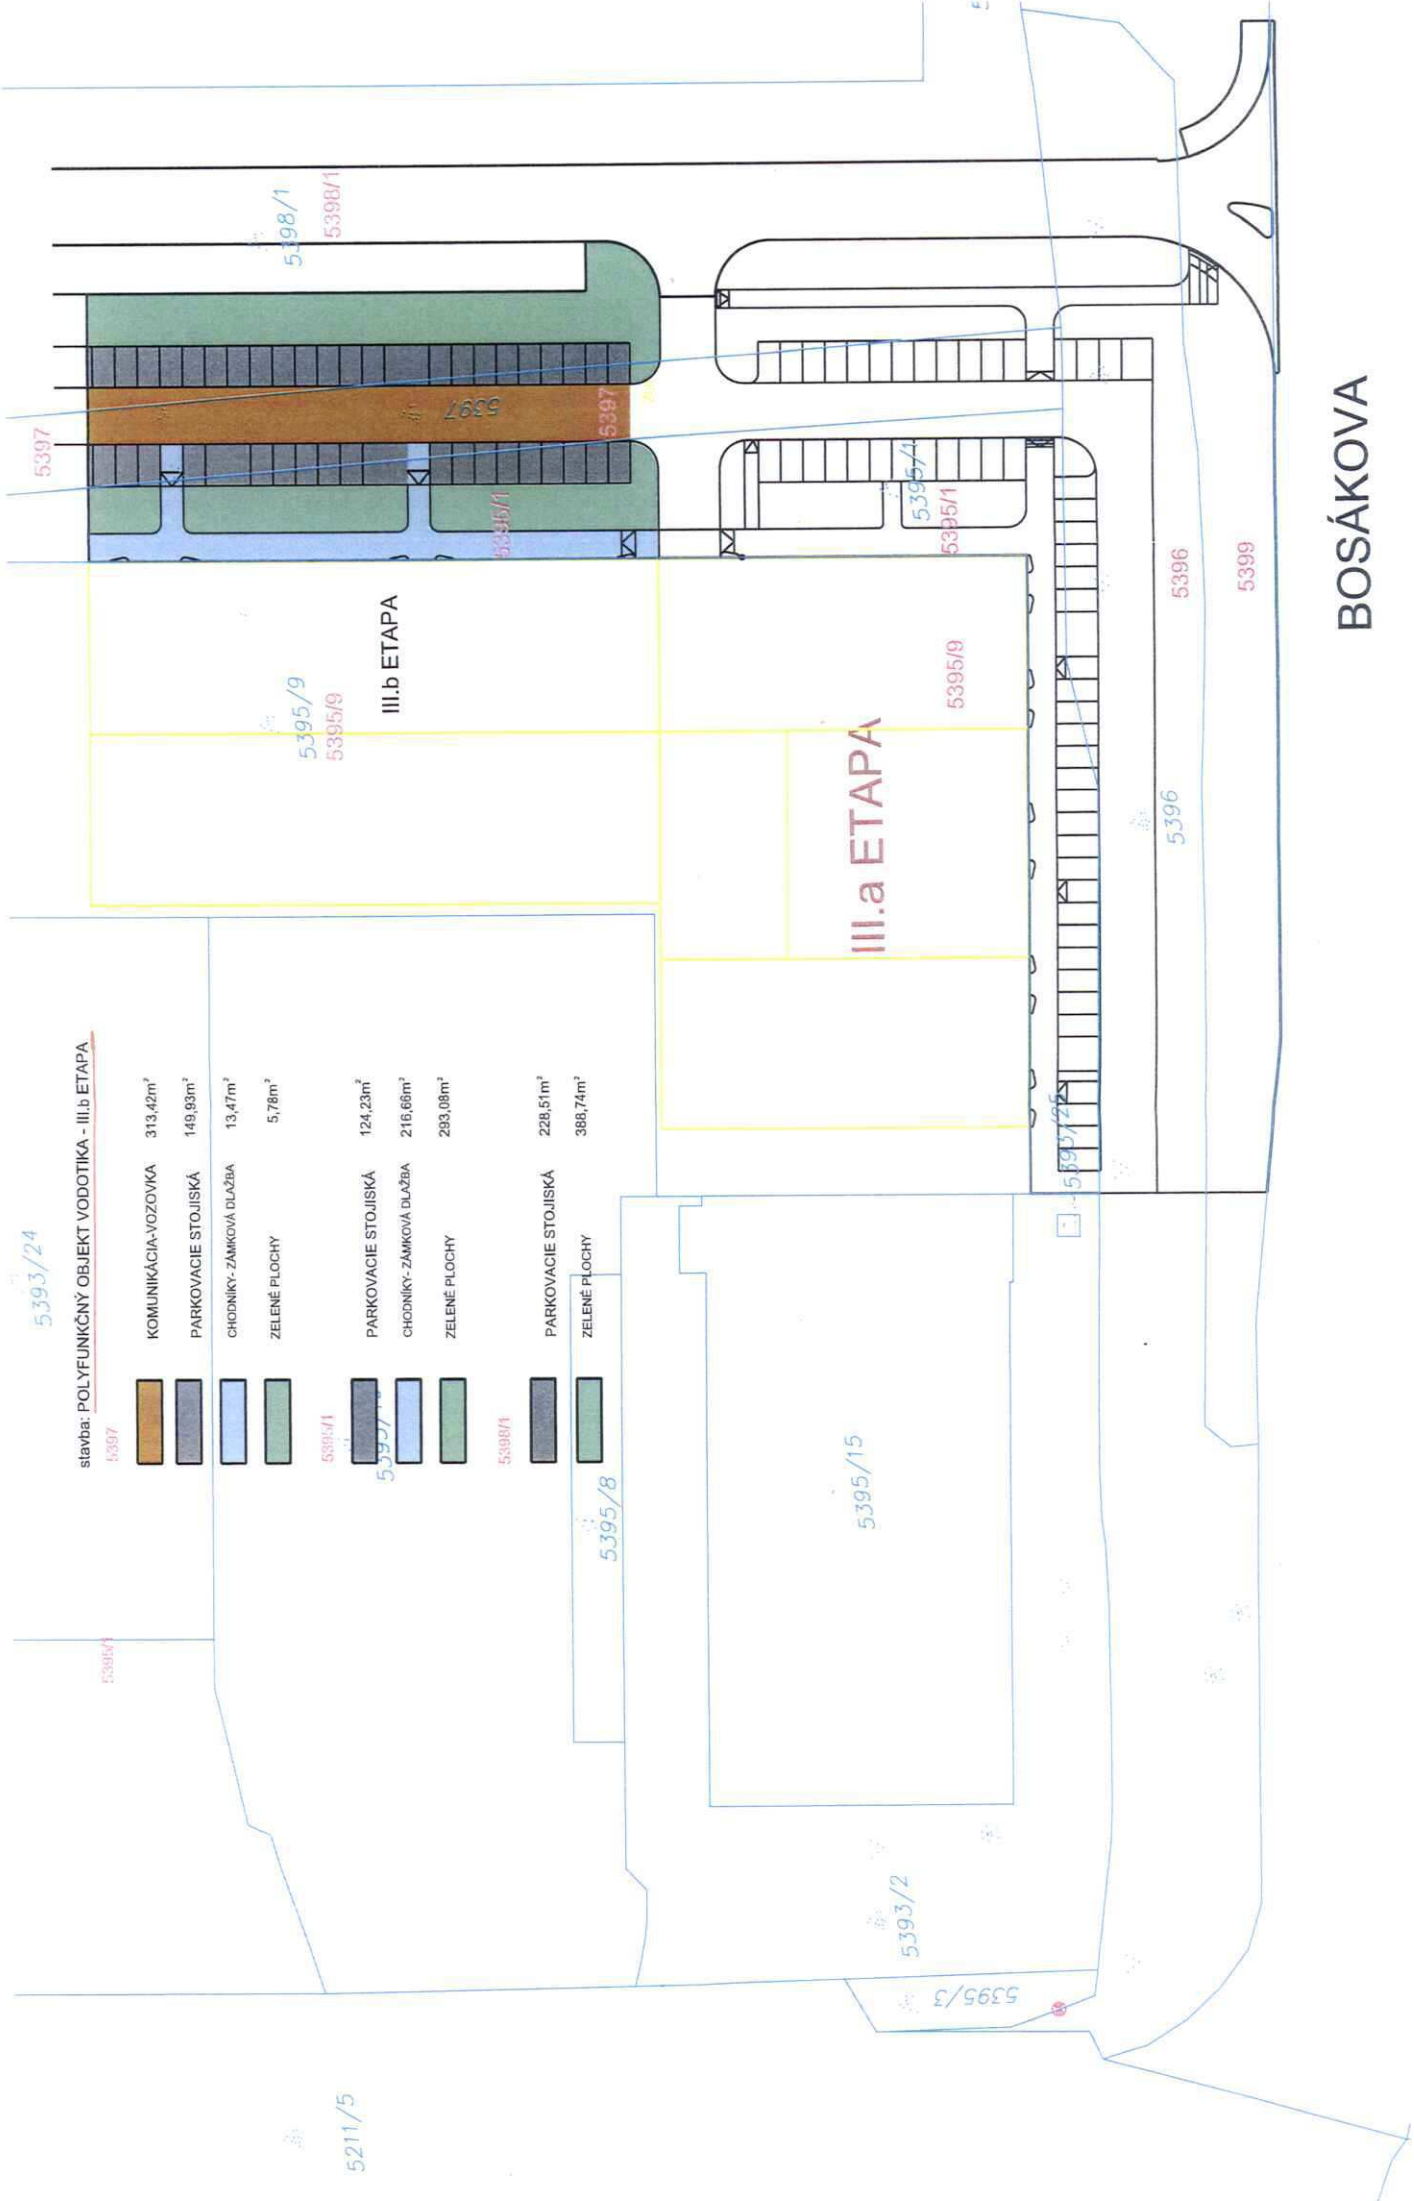 5393/24
stavba: POLYFUNKČNÝ OBJEKT VODOTIKA - III.b ETAPA
5397
KOMUNIKÁCIA-VOZOVKA 313,42m²
PARKOVACIE STOJISKÁ 149,93m²
CHODNÍKY- ZÁMKOVÁ DLAŽBA 13,47m²
ZELENÉ PLOCHY 5,78m²
5395/1
PARKOVACIE STOJISKÁ 124,23m²
CHODNÍKY- ZÁMKOVÁ DLAŽBA 216,66m²
ZELENÉ PLOCHY 293,08m²
5398/1
PARKOVACIE STOJISKÁ 228,51m²
ZELENÉ PLOCHY 388,74m²
5395/1
5395/8
5395/15
5393/2
5395/3
5211/5
5393/25
5397
5398/1
5398/1
5397
5397
5395/1
5395/9
5395/9
III.b ETAPA
5395/1
5395/1
5395/9
III.a ETAPA
5396
5396
5399
BOSÁKOVA